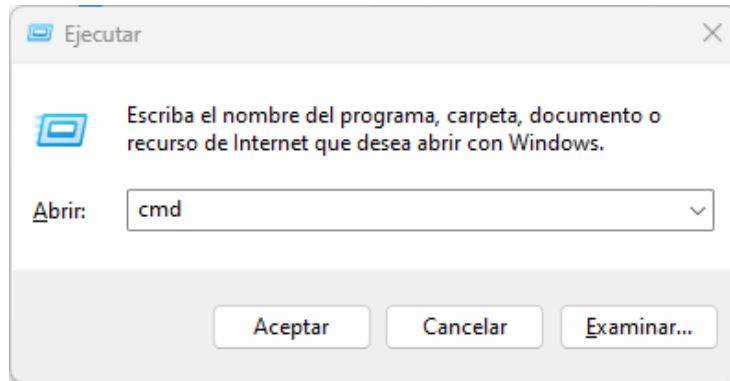 Ejecutar
Escriba el nombre del programa, carpeta, documento o
recurso de Internet que desea abrir con Windows.
Abrir: cmd
Aceptar Cancelar Examinar...